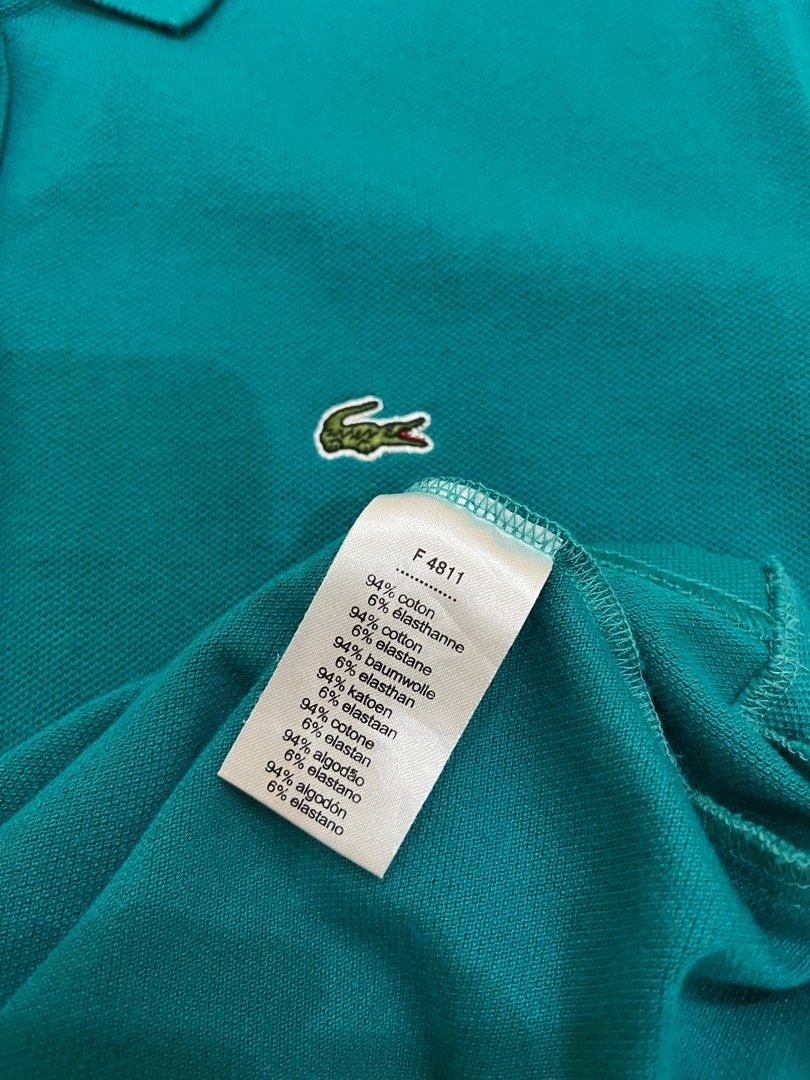 F 4811
.............
94% coton
6% élasthanne
94% cotton
6% elastane
94% baumwolle
6% elasthan
94% katoen
6% elastaan
94% cotone
6% elastan
94% algodão
6% elastano
94% algodón
6% elastano